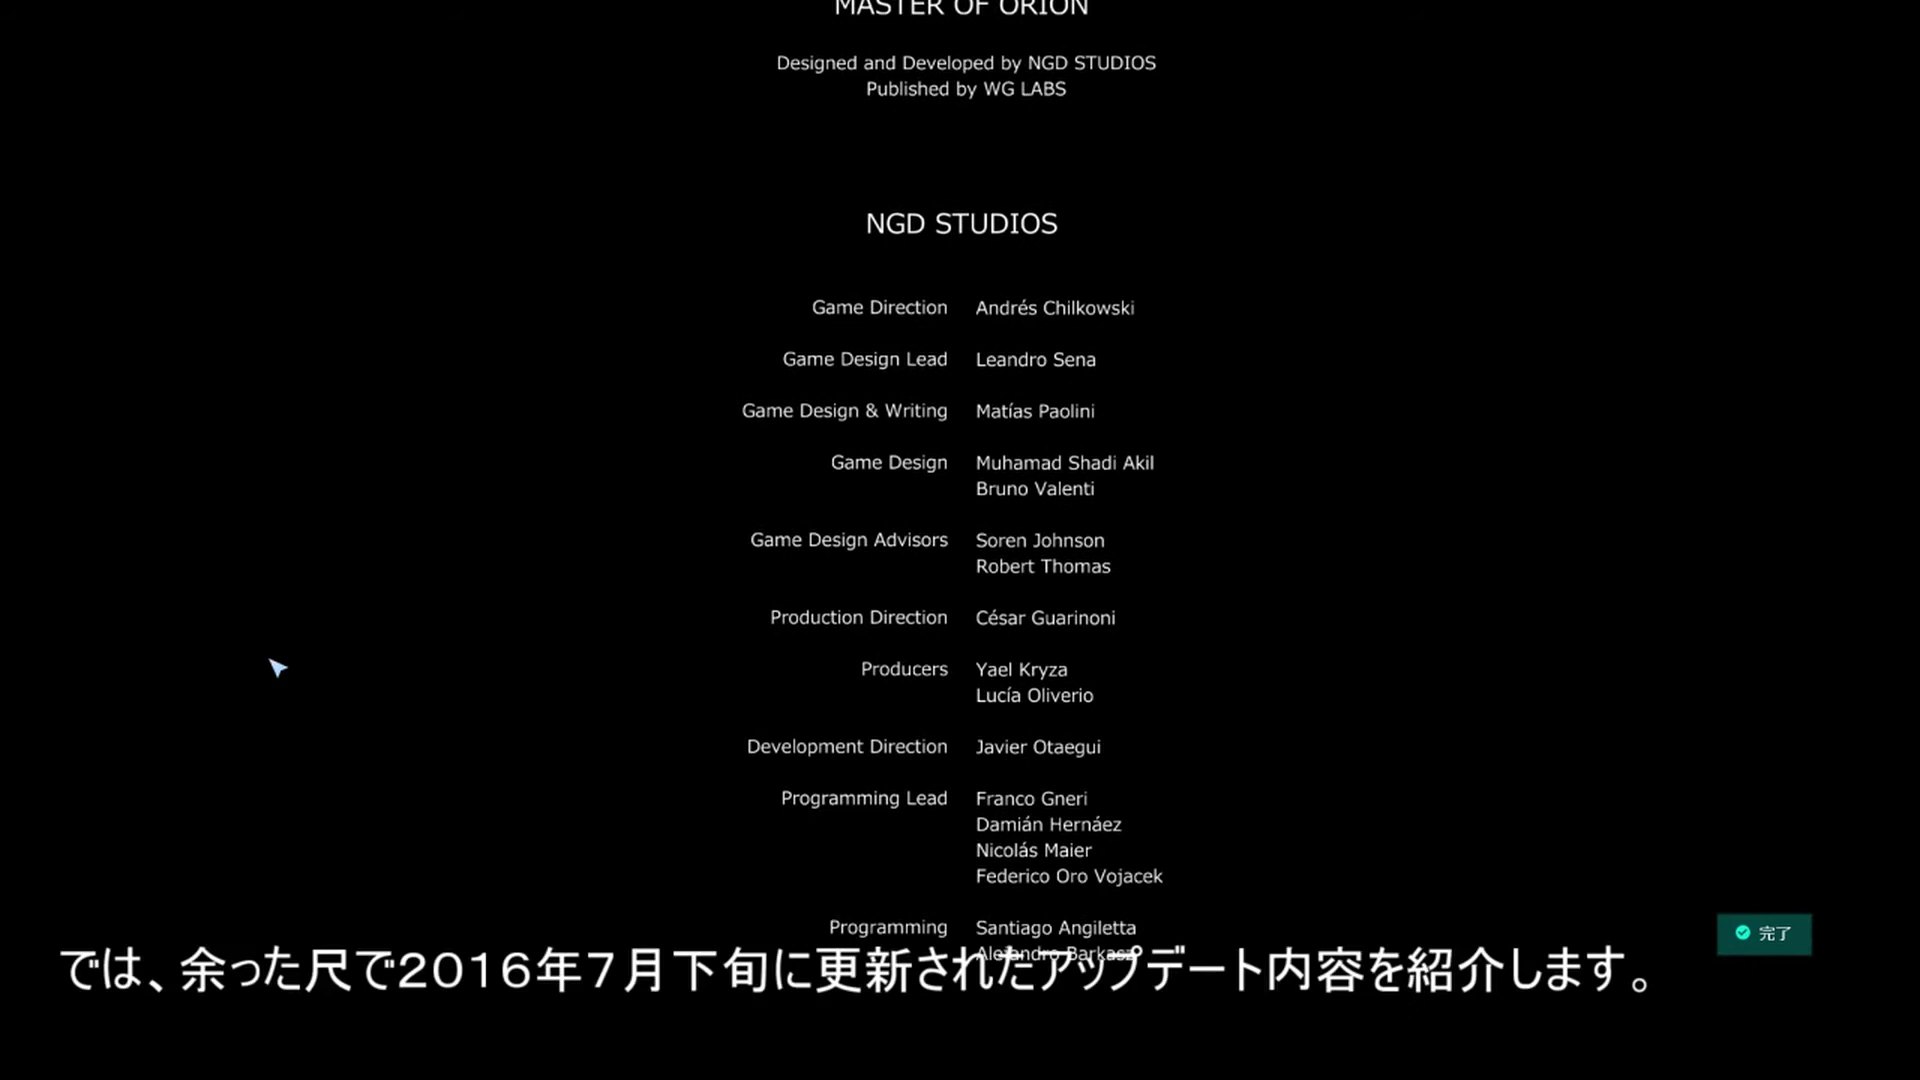 MASTER OF ORION
Designed and Developed by NGD STUDIOS
Published by WG LABS
NGD STUDIOS
Game Direction Andrés Chilkowski
Game Design Lead Leandro Sena
Game Design & Writing Matías Paolini
Game Design Muhamad Shadi Akil
Bruno Valenti
Game Design Advisors Soren Johnson
Robert Thomas
Production Direction César Guarinoni
Producers Yael Kryza
Lucía Oliverio
Development Direction Javier Otaegui
Programming Lead Franco Gneri
Damián Hernáez
Nicolás Maier
Federico Oro Vojacek
Programming Santiago Angiletta
Alejandro Barkasz
完了
では、余った尺で2016年7月下旬に更新されたアップデート内容を紹介します。